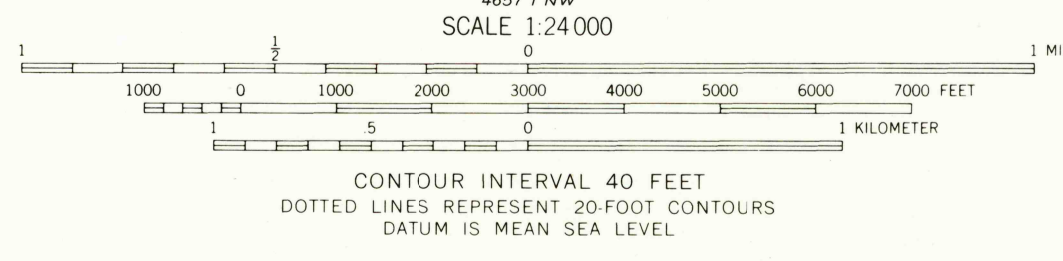 SCALE 1:24 000
1 1/2 0 1 MI
1000 0 1000 2000 3000 4000 5000 6000 7000 FEET
1 .5 0 1 KILOMETER
CONTOUR INTERVAL 40 FEET
DOTTED LINES REPRESENT 20-FOOT CONTOURS
DATUM IS MEAN SEA LEVEL